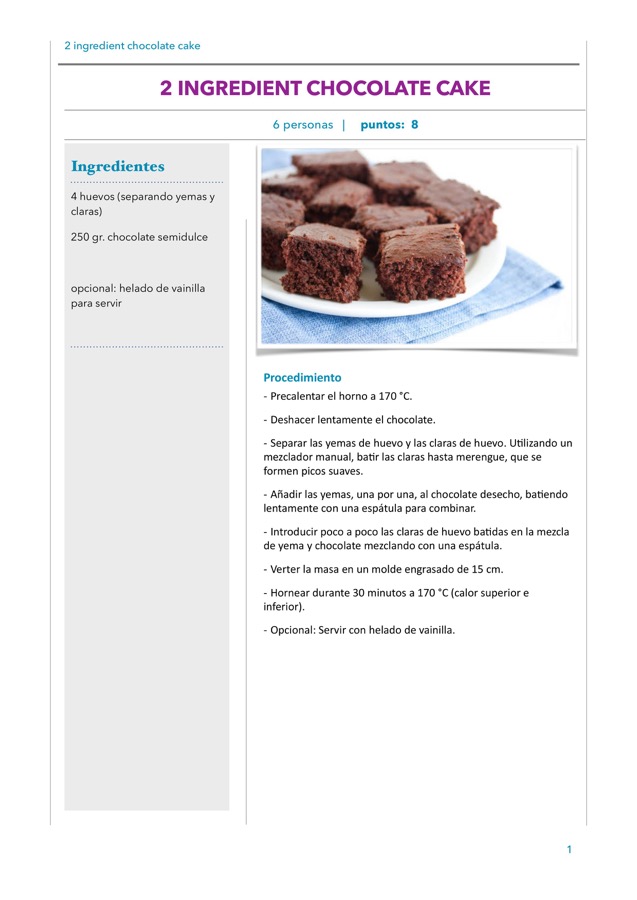 2 ingredient chocolate cake
2 INGREDIENT CHOCOLATE CAKE
6 personas | puntos: 8
Ingredientes
4 huevos (separando yemas y
claras)
250 gr. chocolate semidulce
opcional: helado de vainilla
para servir
Procedimiento
- Precalentar el horno a 170 °C.
- Deshacer lentamente el chocolate.
- Separar las yemas de huevo y las claras de huevo. Utilizando un
mezclador manual, batir las claras hasta merengue, que se
formen picos suaves.
- Añadir las yemas, una por una, al chocolate desecho, batiendo
lentamente con una espátula para combinar.
- Introducir poco a poco las claras de huevo batidas en la mezcla
de yema y chocolate mezclando con una espátula.
- Verter la masa en un molde engrasado de 15 cm.
- Hornear durante 30 minutos a 170 °C (calor superior e
inferior).
- Opcional: Servir con helado de vainilla.
1